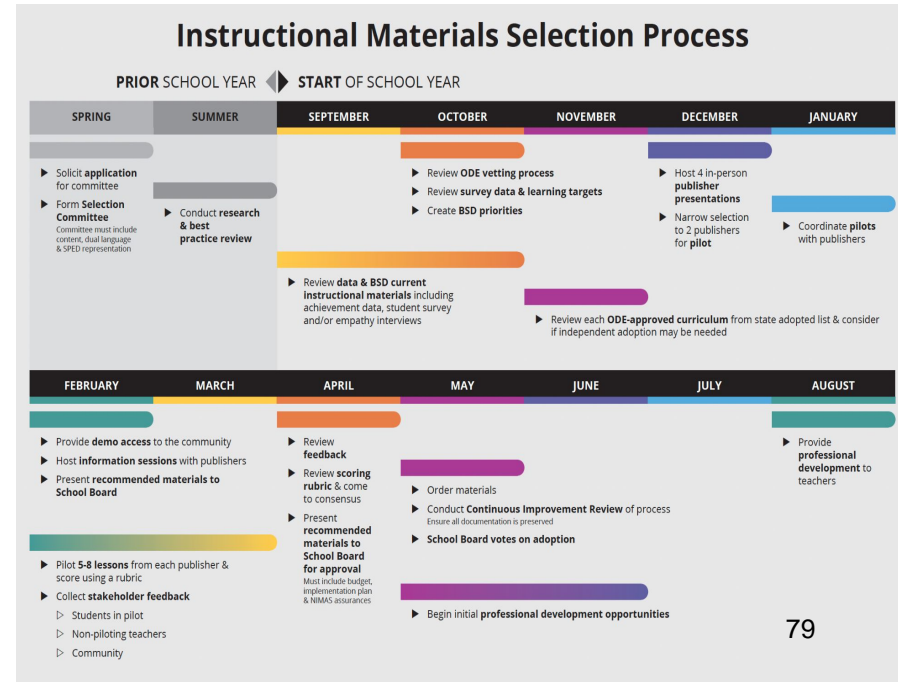 Instructional Materials Selection Process
PRIOR SCHOOL YEAR START OF SCHOOL YEAR
SPRING SUMMER SEPTEMBER OCTOBER NOVEMBER DECEMBER JANUARY
Solicit application
for committee
Form Selection
Committee
Committee must include
content, dual language
& SPED representation
Conduct research
& best
practice review
Review ODE vetting process
Review survey data & learning targets
Create BSD priorities
Review data & BSD current
instructional materials including
achievement data, student survey
and/or empathy interviews
Review each ODE-approved curriculum from state adopted list & consider
if independent adoption may be needed
Host 4 in-person
publisher
presentations
Narrow selection
to 2 publishers
for pilot
Coordinate pilots
with publishers
FEBRUARY MARCH APRIL MAY JUNE JULY AUGUST
Provide demo access to the community
Host information sessions with publishers
Present recommended materials to
School Board
Pilot 5-8 lessons from each publisher &
score using a rubric
Collect stakeholder feedback
Students in pilot
Non-piloting teachers
Community
Review
feedback
Review scoring
rubric & come
to consensus
Present
recommended
materials to
School Board
for approval
Must include budget,
implementation plan
& NIMAS assurances
Order materials
Conduct Continuous Improvement Review of process
Ensure all documentation is preserved
School Board votes on adoption
Begin initial professional development opportunities
Provide
professional
development to
teachers
79